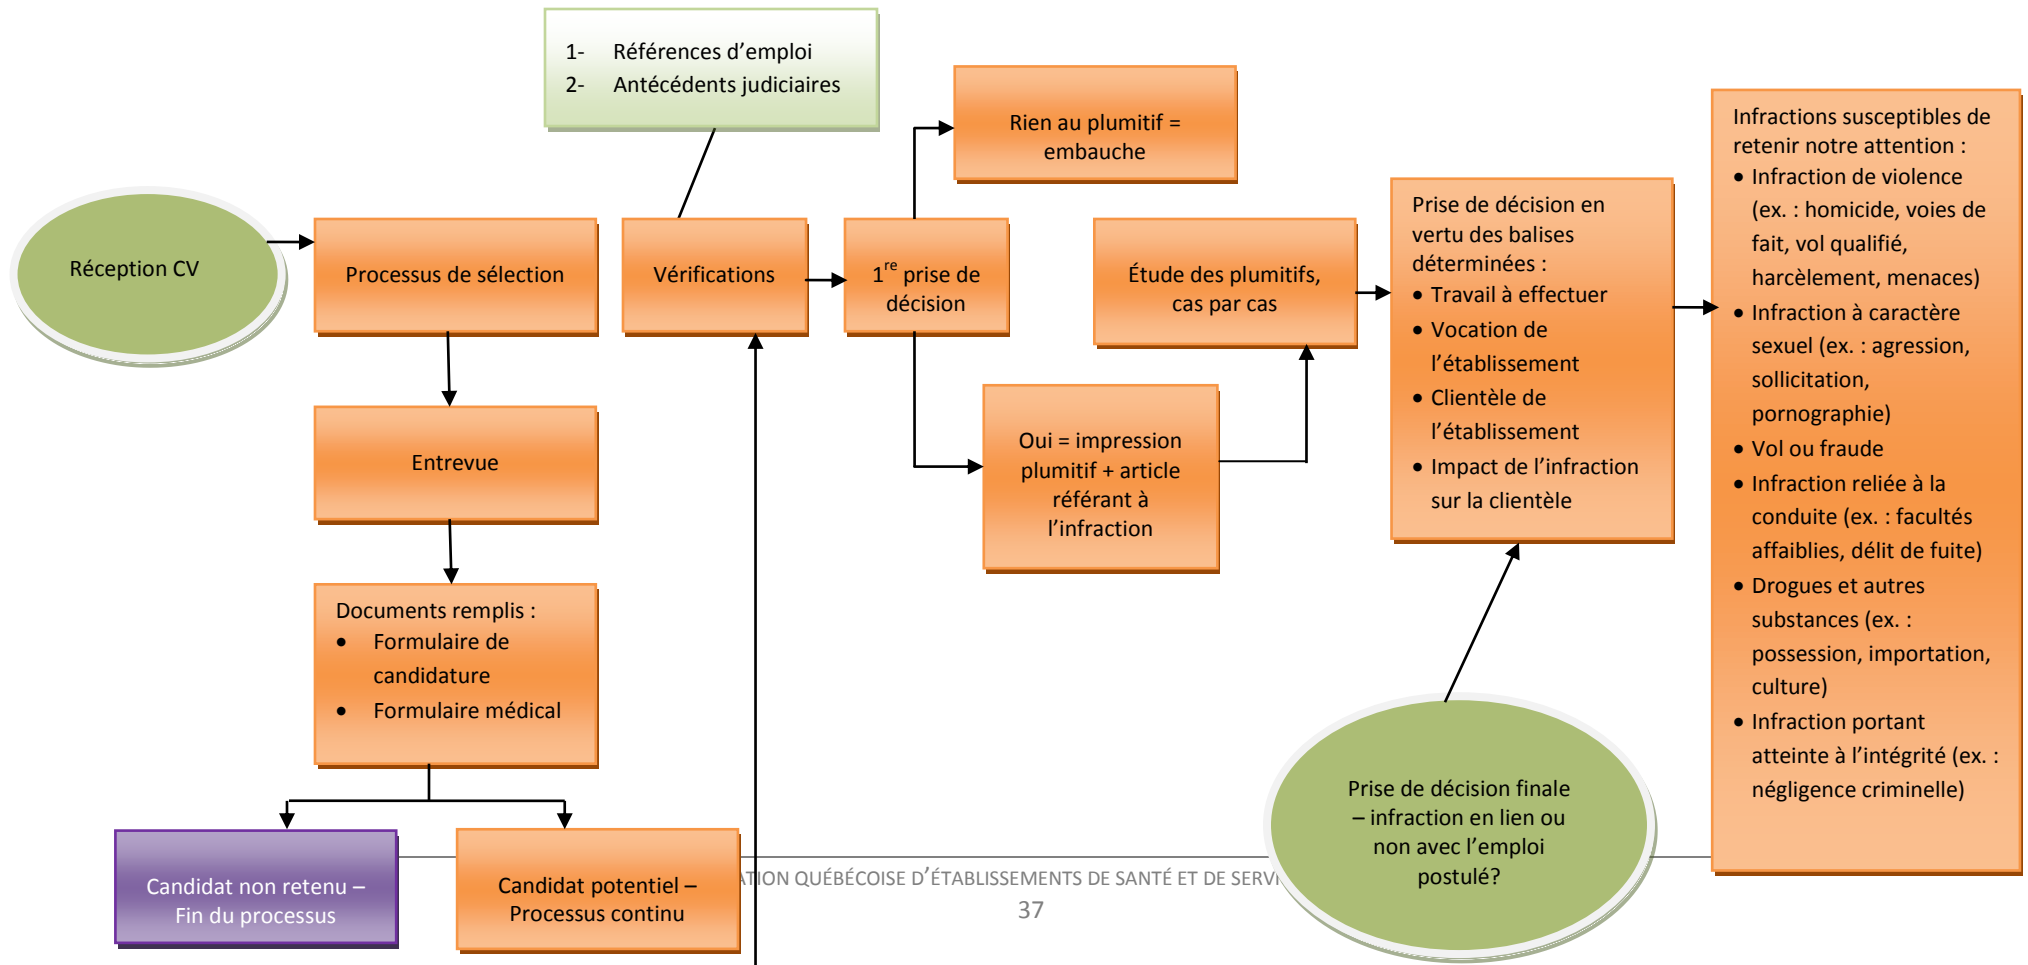 1- Références d’emploi
2- Antécédents judiciaires
Réception CV
Processus de sélection
Entrevue
Documents remplis :
• Formulaire de
candidature
• Formulaire médical
Candidat non retenu –
Fin du processus
Candidat potentiel –
Processus continu
Vérifications
1re prise de
décision
Rien au plumitif =
embauche
Oui = impression
plumitif + article
référant à
l’infraction
Étude des plumitifs,
cas par cas
Prise de décision en
vertu des balises
déterminées :
• Travail à effectuer
• Vocation de
l’établissement
• Clientèle de
l’établissement
• Impact de l’infraction
sur la clientèle
Infractions susceptibles de
retenir notre attention :
• Infraction de violence
(ex. : homicide, voies de
fait, vol qualifié,
harcèlement, menaces)
• Infraction à caractère
sexuel (ex. : agression,
sollicitation,
pornographie)
• Vol ou fraude
• Infraction reliée à la
conduite (ex. : facultés
affaiblies, délit de fuite)
• Drogues et autres
substances (ex. :
possession, importation,
culture)
• Infraction portant
atteinte à l’intégrité (ex. :
négligence criminelle)
Prise de décision finale
– infraction en lien ou
non avec l’emploi
postulé?
QUÉBÉCOISE D’ÉTABLISSEMENTS DE SANTÉ ET DE
37